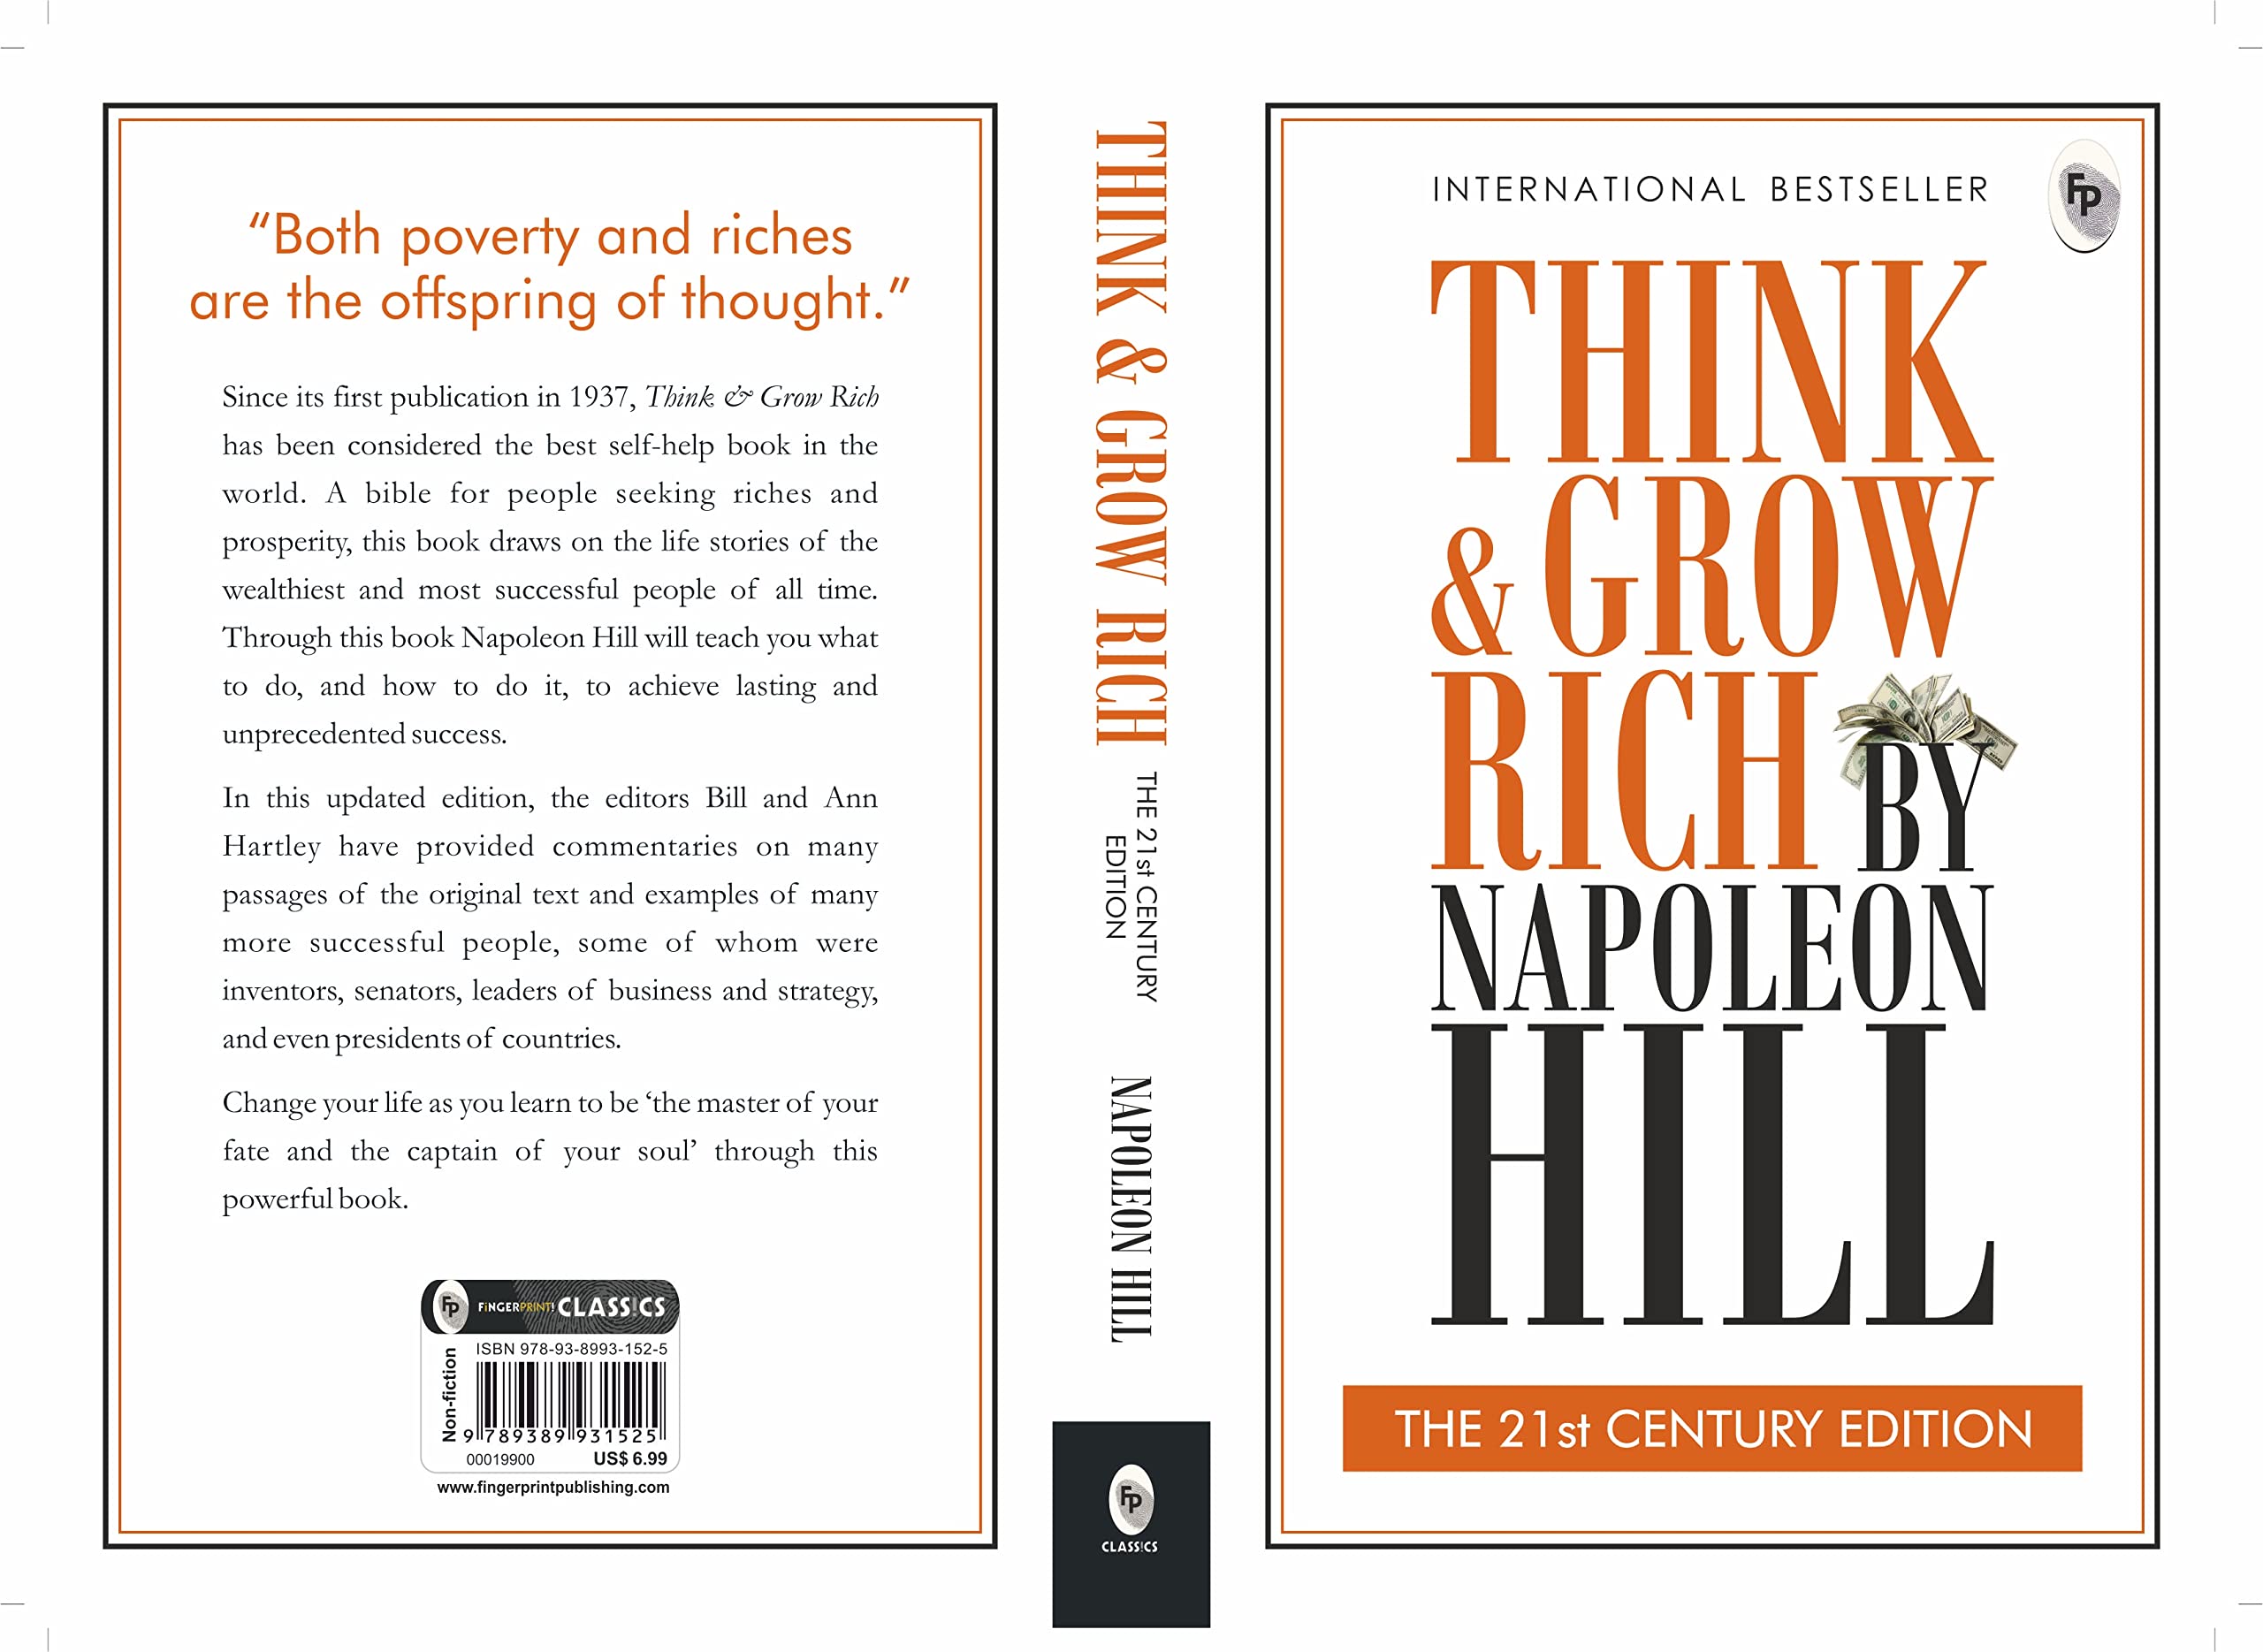 “Both poverty and riches
are the offspring of thought.”
Since its first publication in 1937, Think & Grow Rich
has been considered the best self-help book in the
world. A bible for people seeking riches and
prosperity, this book draws on the life stories of the
wealthiest and most successful people of all time.
Through this book Napoleon Hill will teach you what
to do, and how to do it, to achieve lasting and
unprecedented success.
In this updated edition, the editors Bill and Ann
Hartley have provided commentaries on many
passages of the original text and examples of many
more successful people, some of whom were
inventors, senators, leaders of business and strategy,
and even presidents of countries.
Change your life as you learn to be ‘the master of your
fate and the captain of your soul’ through this
powerful book.
FP FiNGERPRINT! CLASS!CS
ISBN 978-93-8993-152-5
Non-fiction
9 789389 931525
00019900 US$ 6.99
www.fingerprintpublishing.com
THINK & GROW RICH
THE 21st CENTURY
EDITION
NAPOLEON HILL
FP
CLASS!CS
INTERNATIONAL BESTSELLER
FP
THINK
& GROW
RICH BY
NAPOLEON
HILL
THE 21st CENTURY EDITION